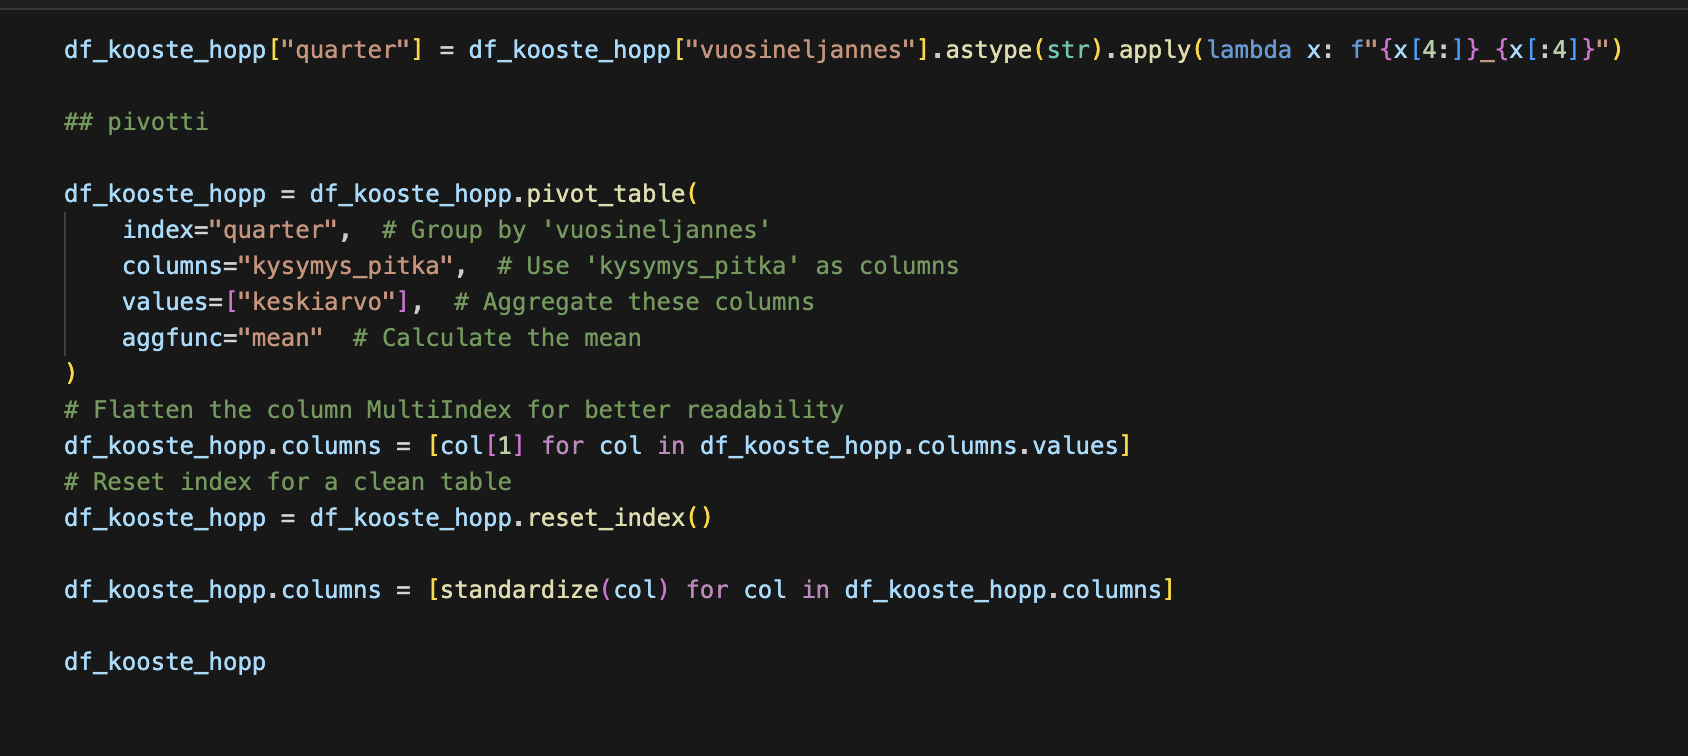 df_kooste_hopp["quarter"] = df_kooste_hopp["vuosineljannes"].astype(str).apply(lambda x: f"{x[4:]}_{x[:4]}")
## pivotti
df_kooste_hopp = df_kooste_hopp.pivot_table(
    index="quarter",  # Group by 'vuosineljannes'
    columns="kysymys_pitka",  # Use 'kysymys_pitka' as columns
    values=["keskiarvo"],  # Aggregate these columns
    aggfunc="mean"  # Calculate the mean
)
# Flatten the column MultiIndex for better readability
df_kooste_hopp.columns = [col[1] for col in df_kooste_hopp.columns.values]
# Reset index for a clean table
df_kooste_hopp = df_kooste_hopp.reset_index()
df_kooste_hopp.columns = [standardize(col) for col in df_kooste_hopp.columns]
df_kooste_hopp